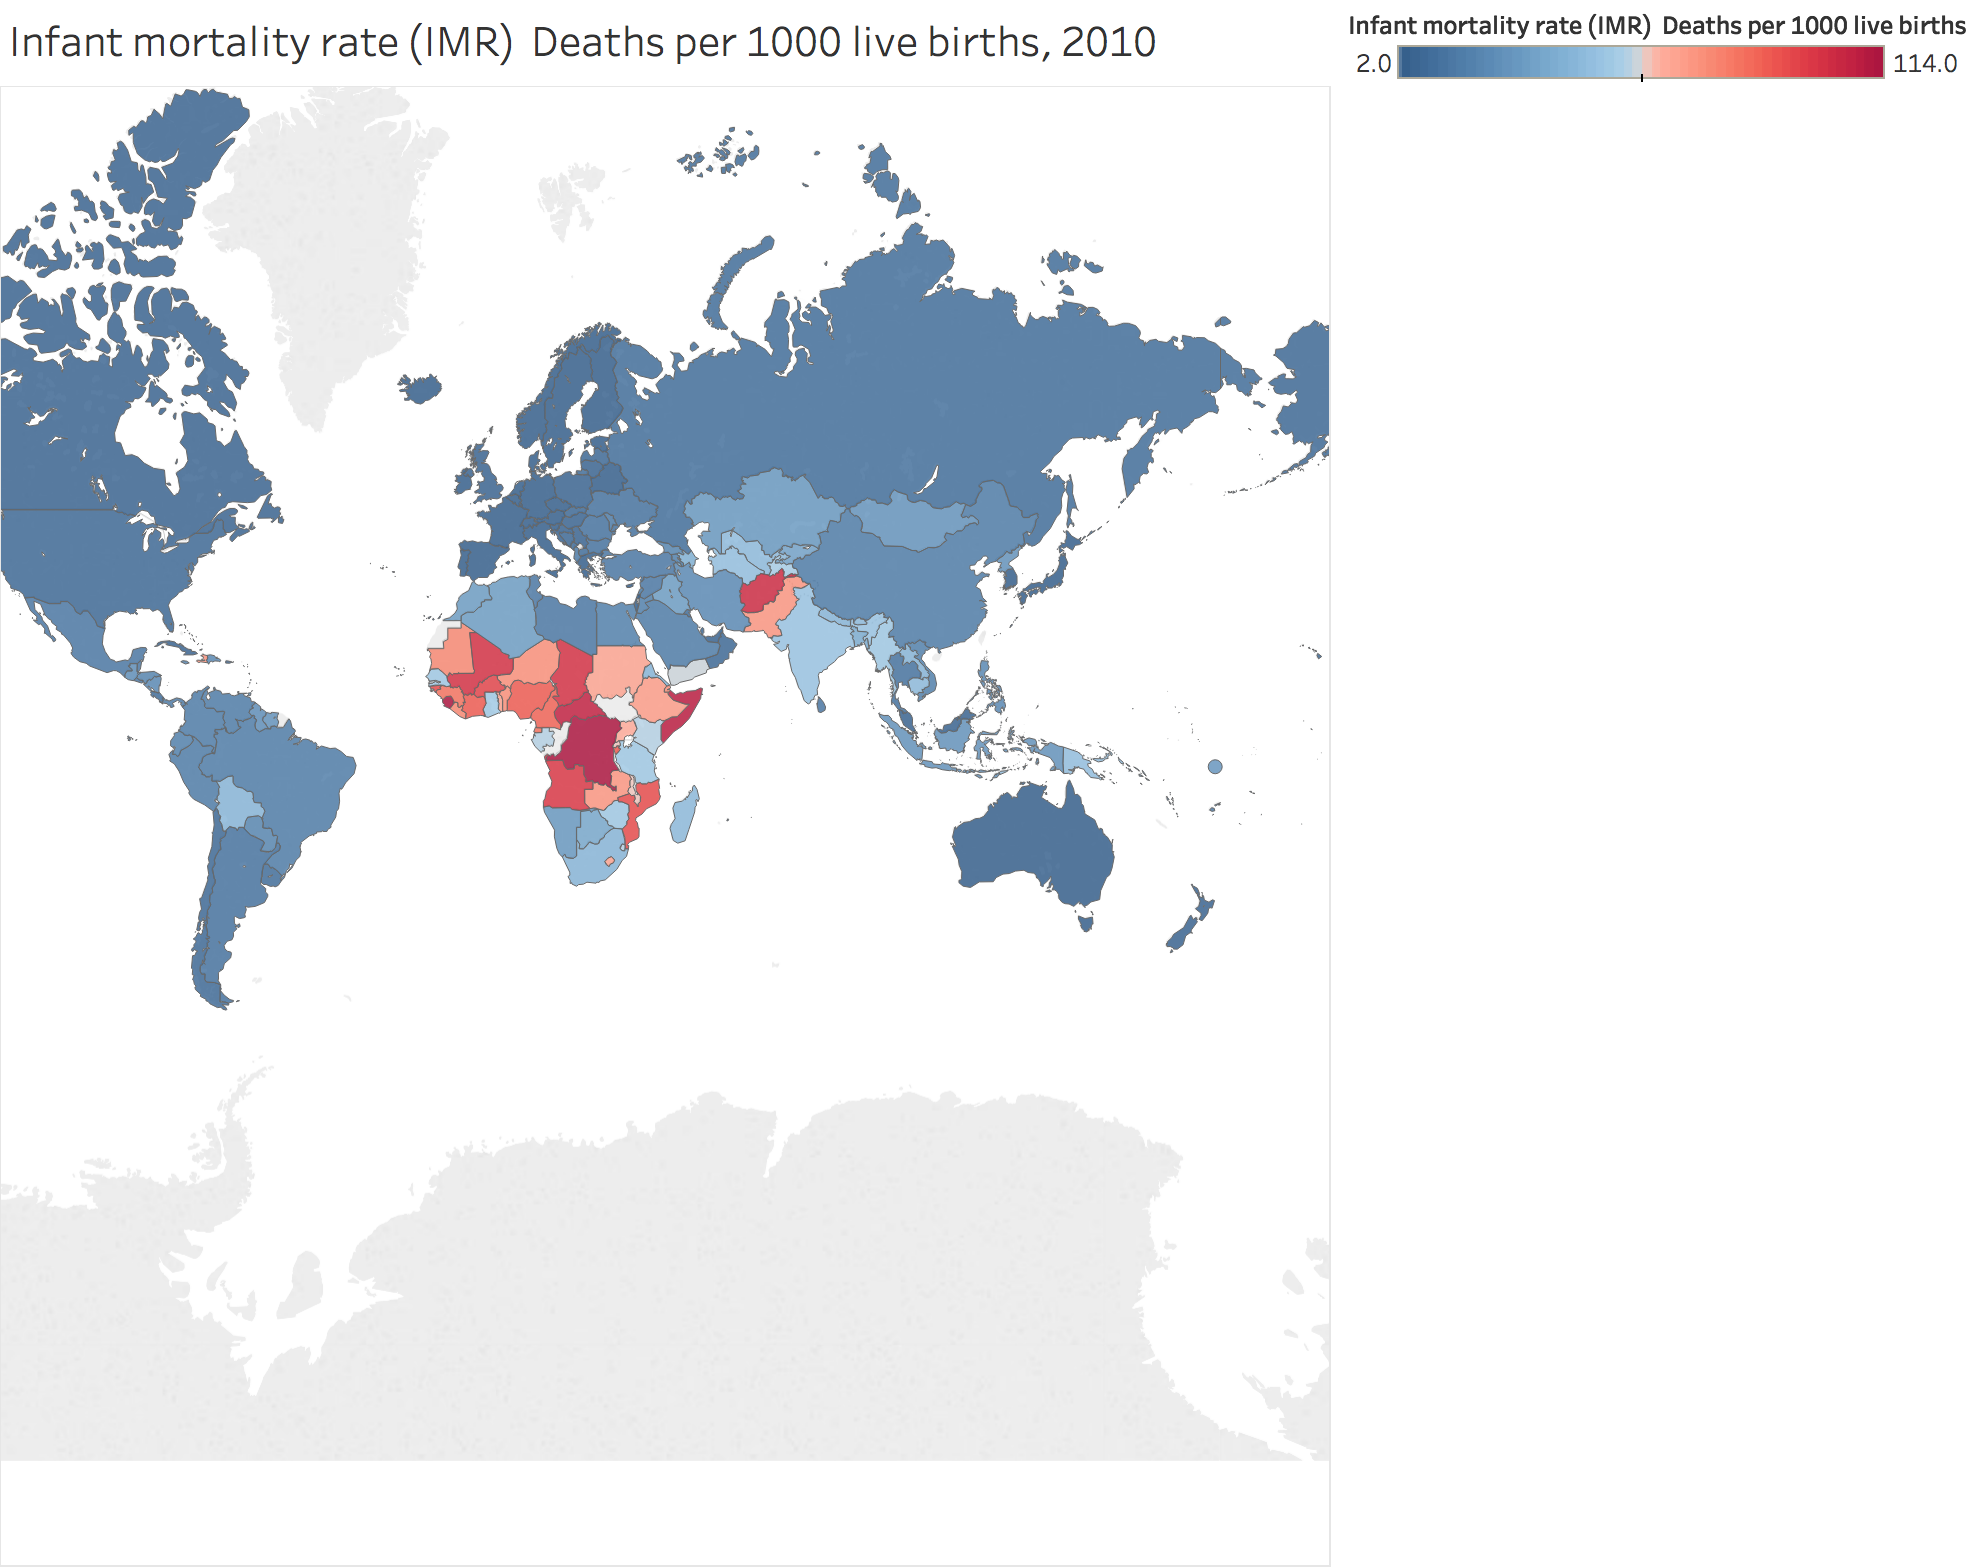 Infant mortality rate (IMR)  Deaths per 1000 live births, 2010
Infant mortality rate (IMR)  Deaths per 1000 live births
2.0 114.0